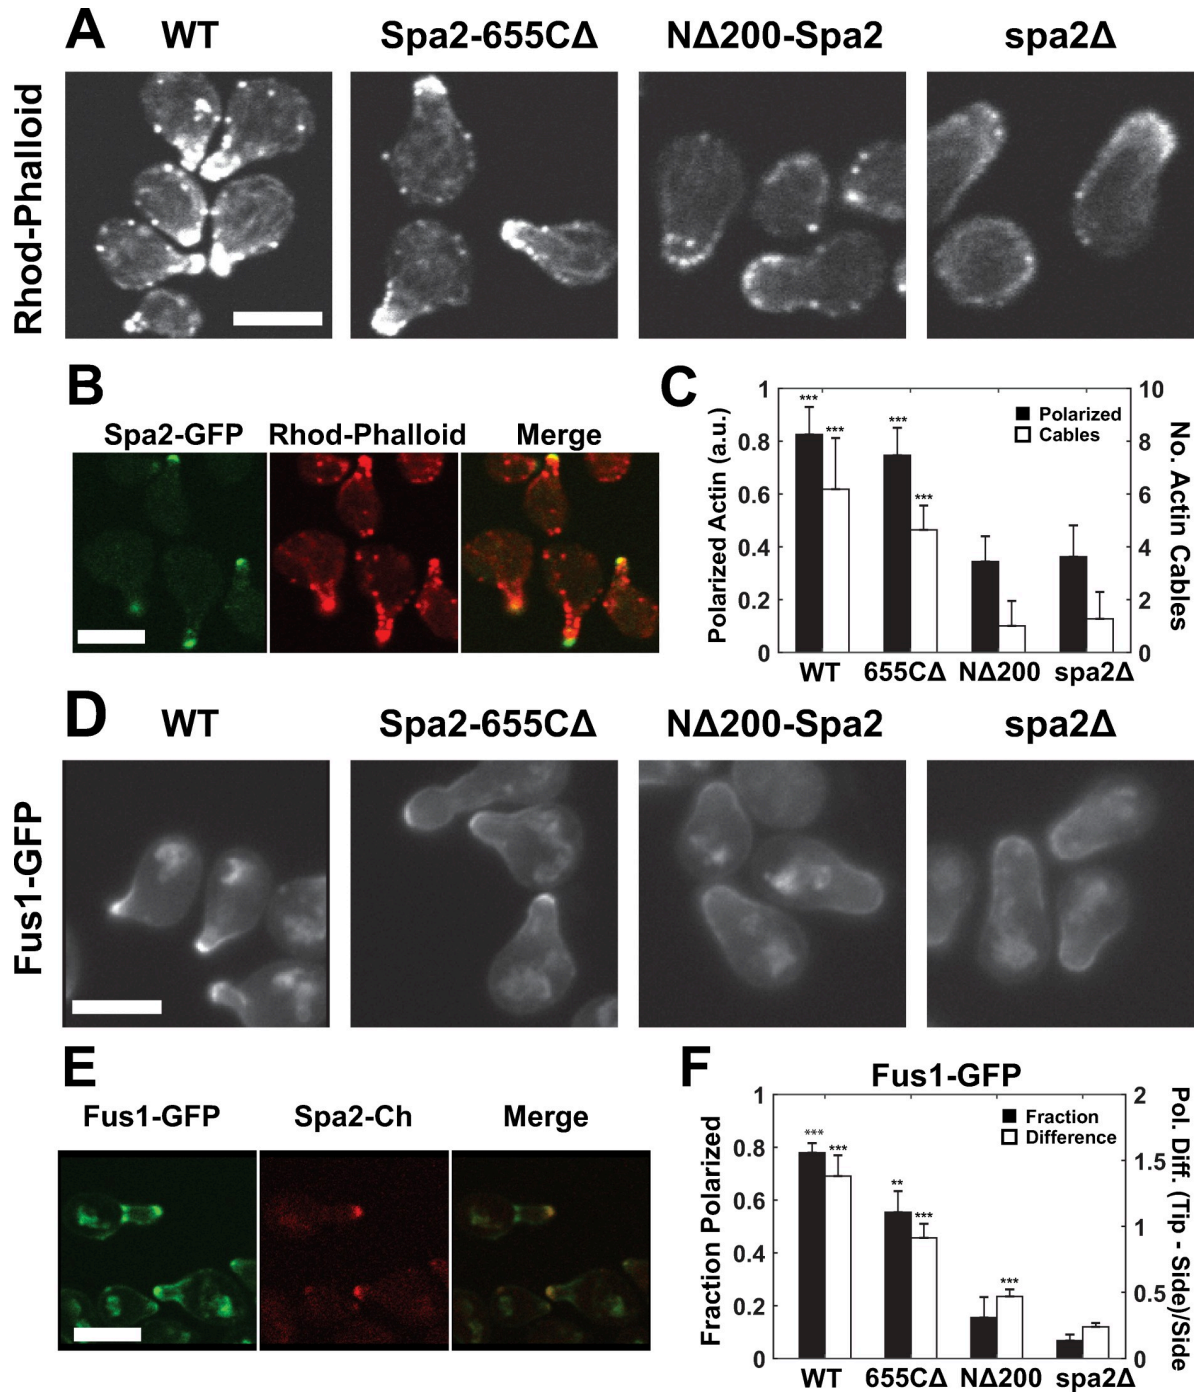 A
WT
Spa2-655CΔ
NΔ200-Spa2
spa2Δ
Rhod-Phalloid
B
Spa2-GFP
Rhod-Phalloid
Merge
C
Polarized Actin (a.u.)
1
0.8
0.6
0.4
0.2
0
***
***
***
***
Polarized
Cables
10
8
6
4
2
0
No. Actin Cables
WT
655CΔ
NΔ200
spa2Δ
D
WT
Spa2-655CΔ
NΔ200-Spa2
spa2Δ
Fus1-GFP
E
Fus1-GFP
Spa2-Ch
Merge
F
Fus1-GFP
Fraction Polarized
1
0.8
0.6
0.4
0.2
0
***
***
**
***
***
Fraction
Difference
2
1.5
1
0.5
0
Pol. Diff. (Tip - Side)/Side
WT
655CΔ
NΔ200
spa2Δ